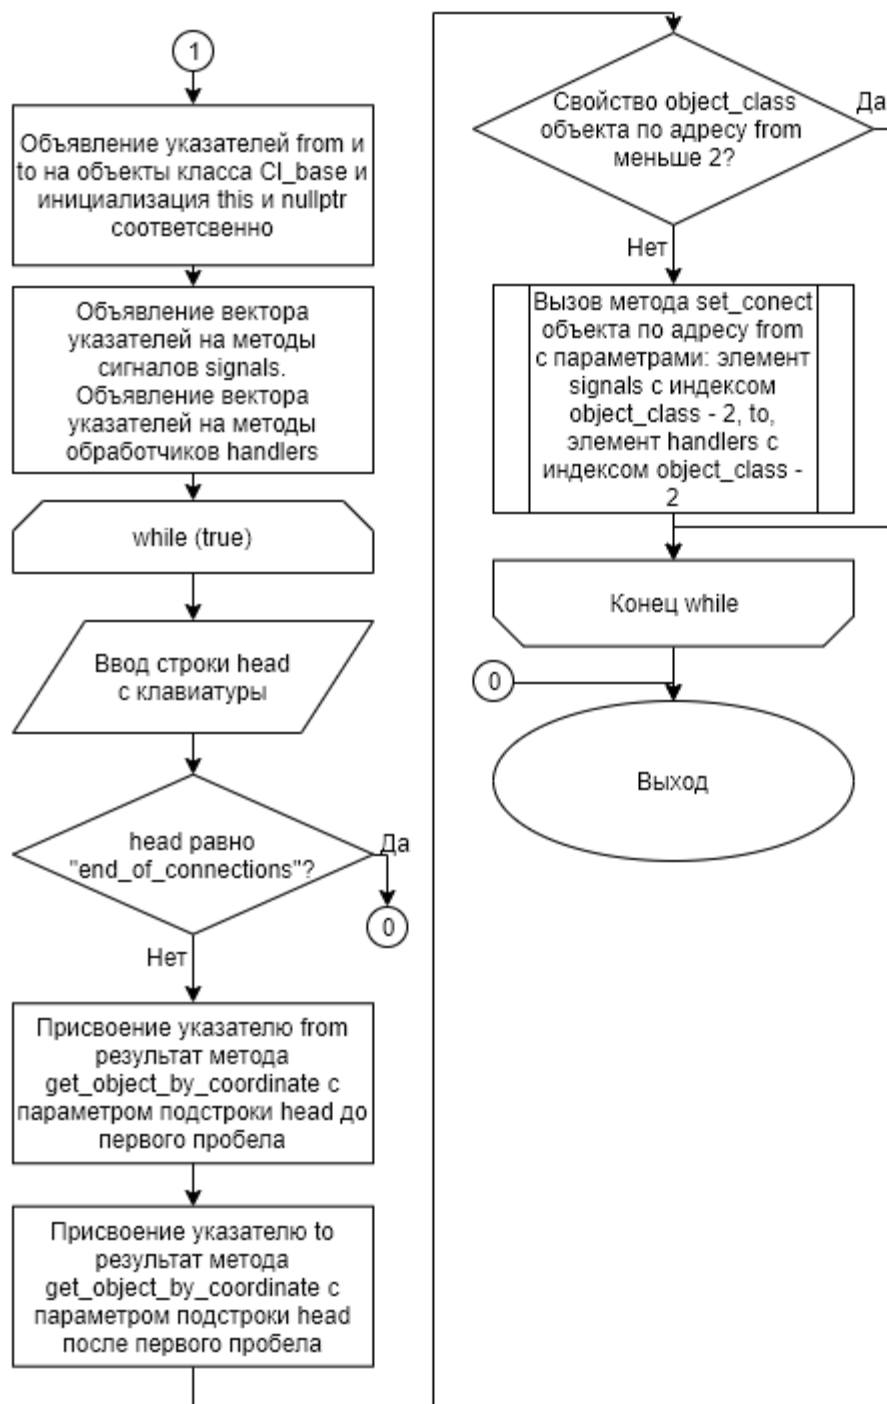 1
Объявление указателей from и
to на объекты класса Cl_base и
инициализация this и nullptr
соответсвенно
Объявление вектора
указателей на методы
сигналов signals.
Объявление вектора
указателей на методы
обработчиков handlers
while (true)
Ввод строки head
с клавиатуры
head равно
"end_of_connections"?
Да
0
Нет
Присвоение указателю from
результат метода
get_object_by_coordinate с
параметром подстроки head до
первого пробела
Присвоение указателю to
результат метода
get_object_by_coordinate с
параметром подстроки head
после первого пробела
Свойство object_class
объекта по адресу from
меньше 2?
Да
Нет
Вызов метода set_conect
объекта по адресу from
с параметрами: элемент
signals с индексом
object_class - 2, to,
элемент handlers с
индексом object_class -
2
Конец while
0
Выход